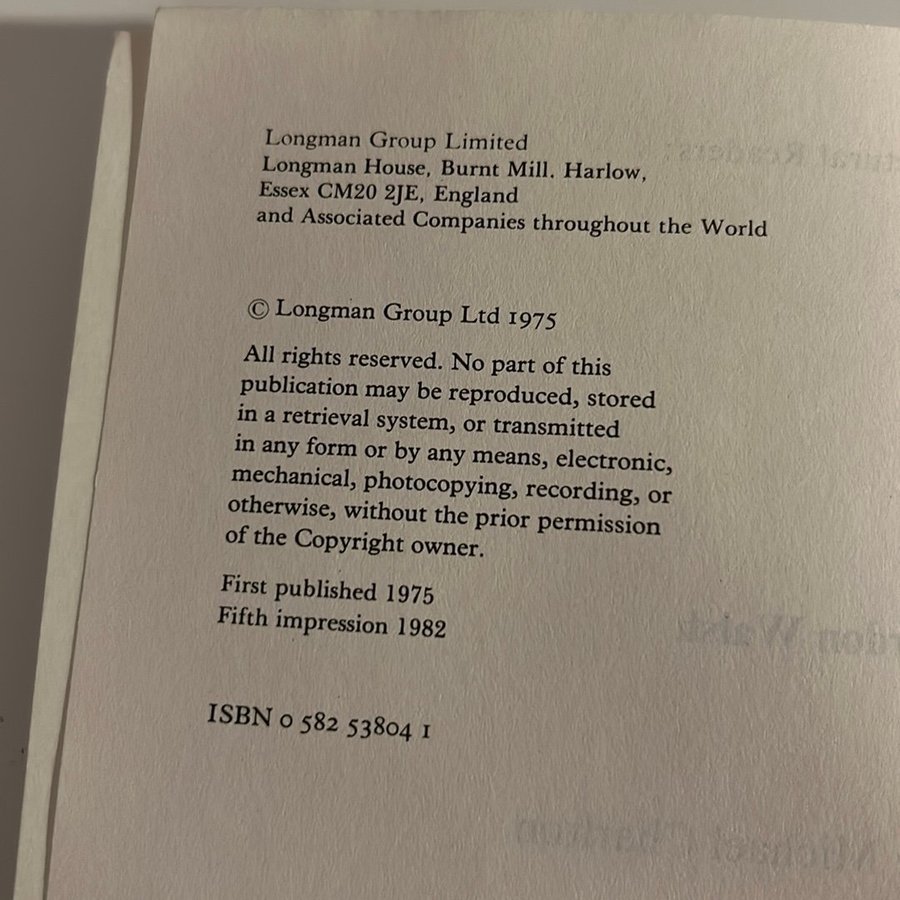 Longman Group Limited
Longman House, Burnt Mill. Harlow,
Essex CM20 2JE, England
and Associated Companies throughout the World
© Longman Group Ltd 1975
All rights reserved. No part of this
publication may be reproduced, stored
in a retrieval system, or transmitted
in any form or by any means, electronic,
mechanical, photocopying, recording, or
otherwise, without the prior permission
of the Copyright owner.
First published 1975
Fifth impression 1982
ISBN 0 582 53804 1